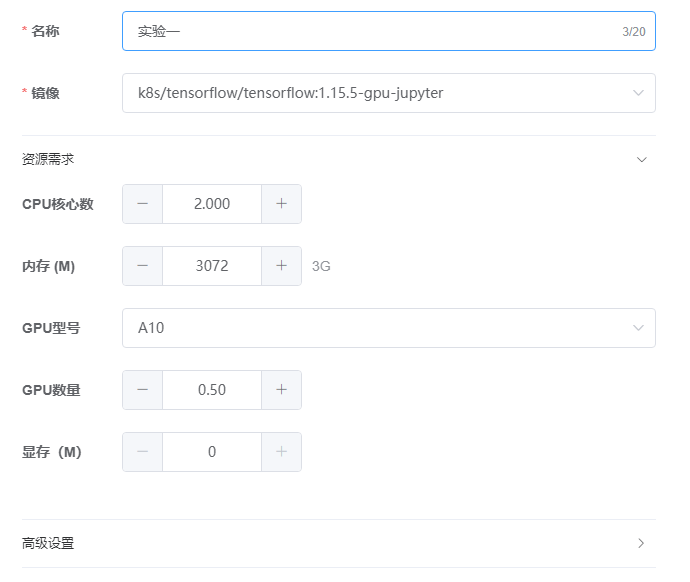 * 名称 实验一 3/20
* 镜像 k8s/tensorflow/tensorflow:1.15.5-gpu-jupyter
资源需求
CPU核心数 2.000
内存 (M) 3072 3G
GPU型号 A10
GPU数量 0.50
显存（M） 0
高级设置